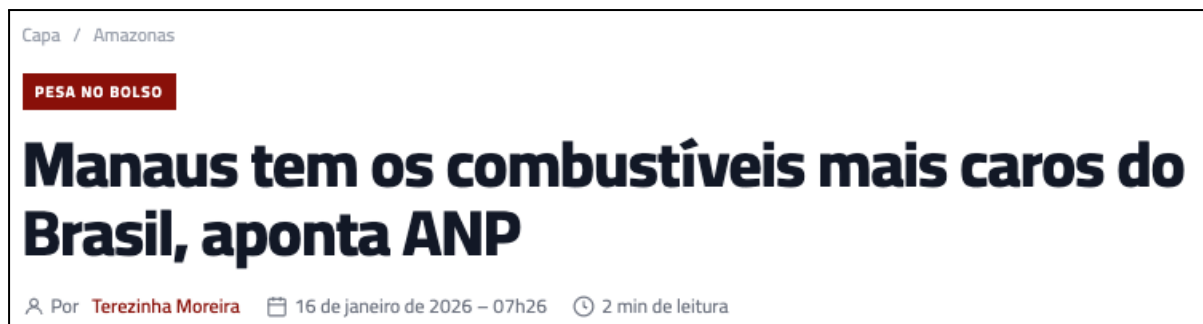 Capa / Amazonas
PESA NO BOLSO
Manaus tem os combustíveis mais caros do
Brasil, aponta ANP
Por Terezinha Moreira 16 de janeiro de 2026 – 07h26 2 min de leitura